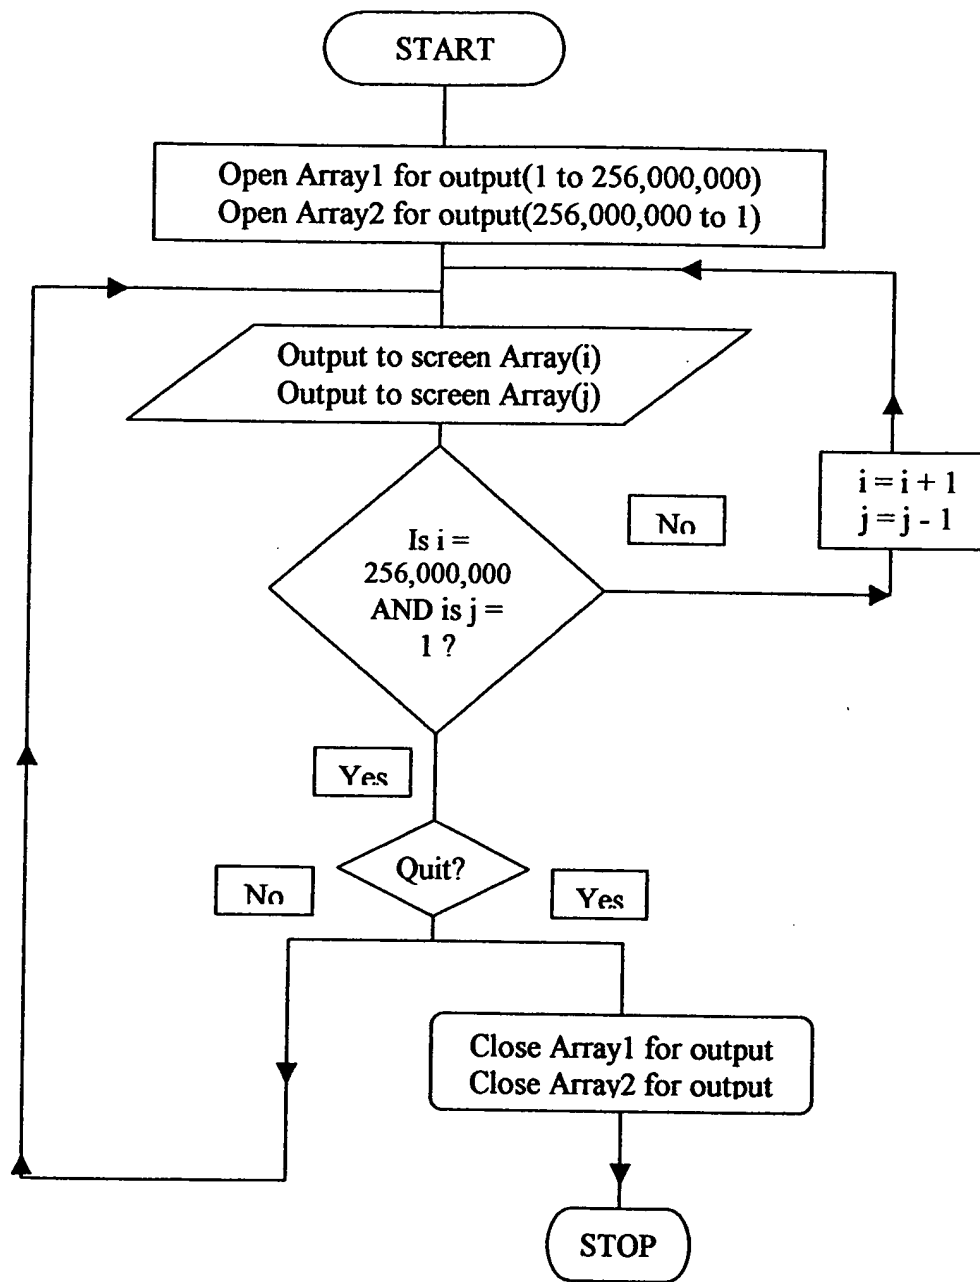 START
Open Array1 for output(1 to 256,000,000)
Open Array2 for output(256,000,000 to 1)
Output to screen Array(i)
Output to screen Array(j)
i = i + 1
j = j - 1
No
Is i =
256,000,000
AND is j =
1 ?
Yes
Quit?
No
Yes
Close Array1 for output
Close Array2 for output
STOP